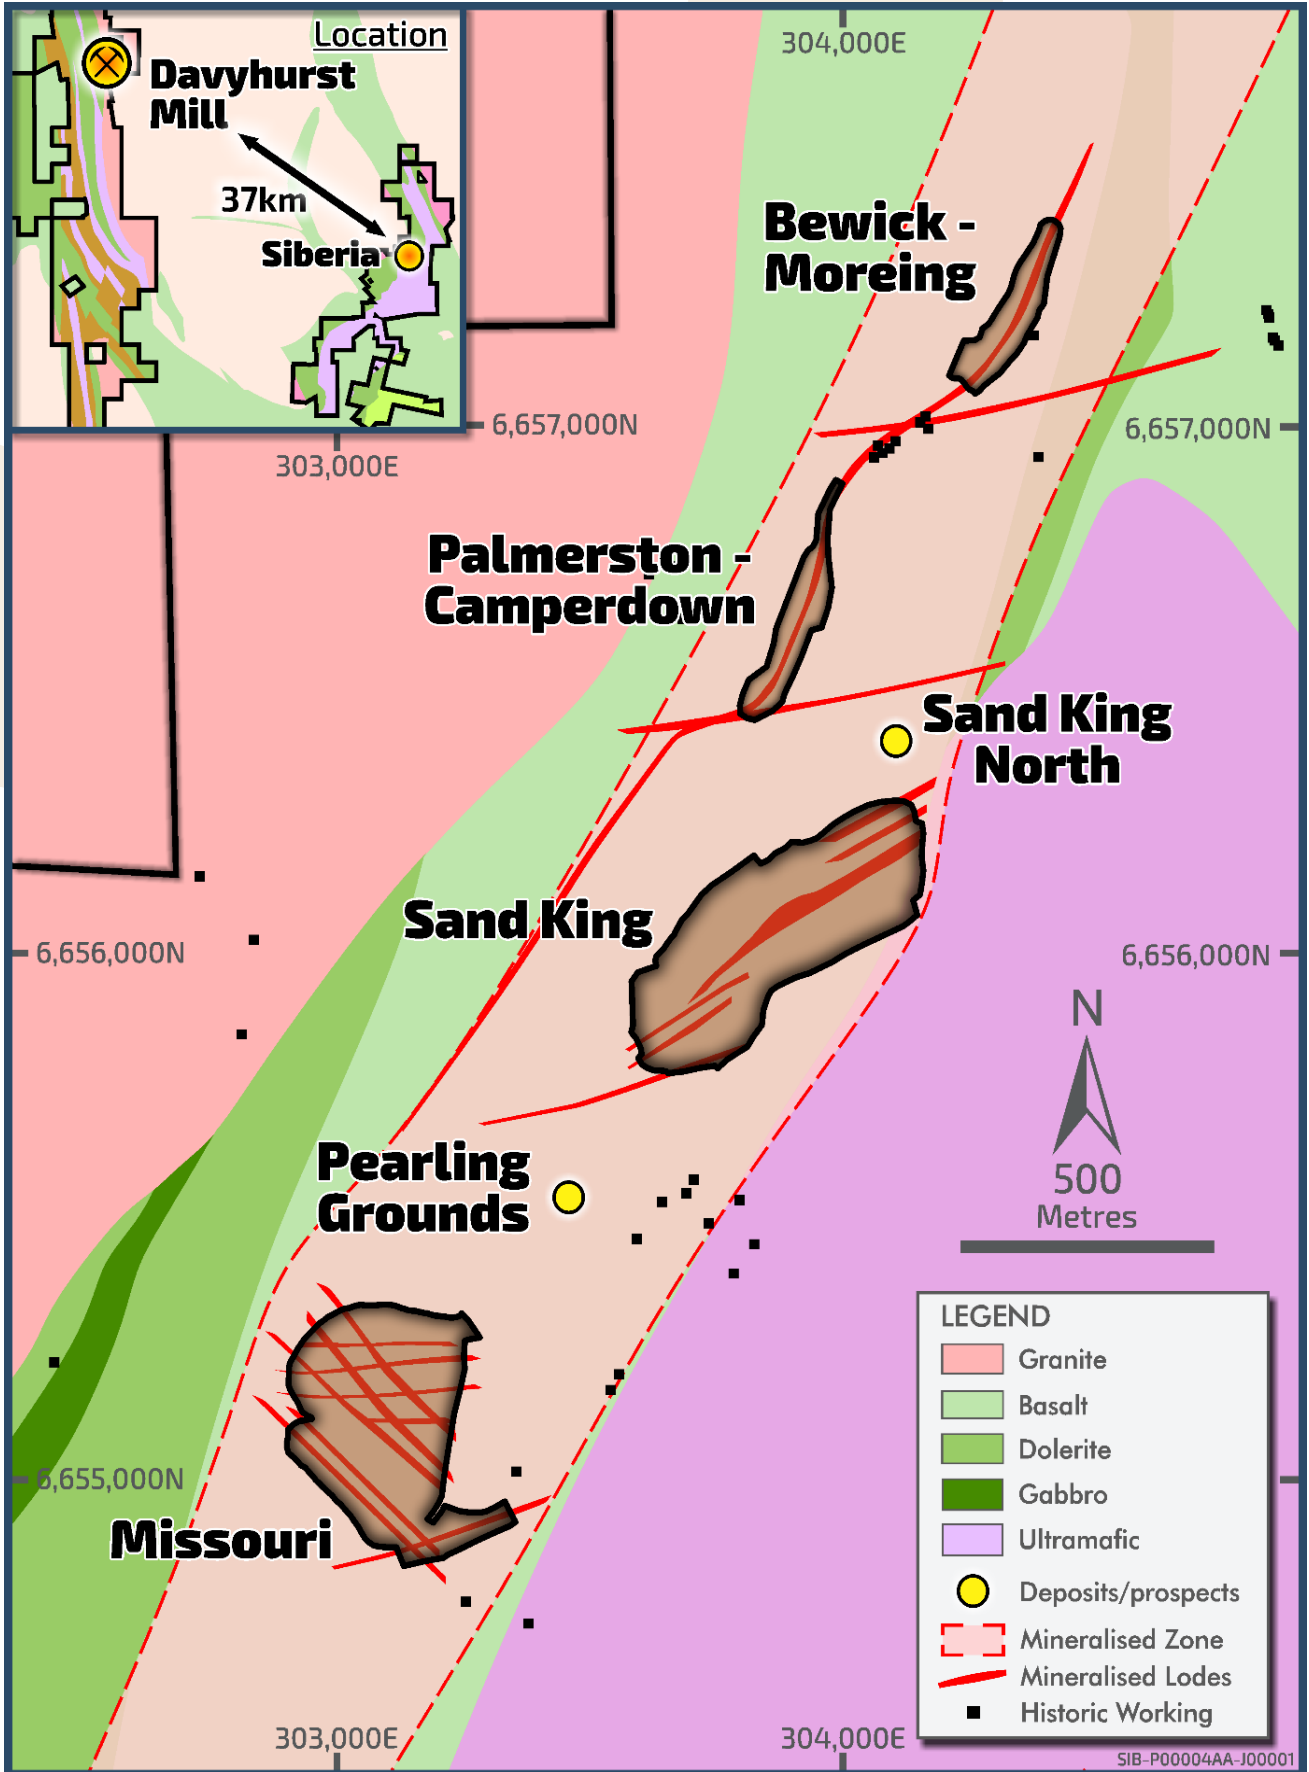 Location
Davyhurst
Mill
37km
Siberia
304,000E
Bewick -
Moreing
6,657,000N
6,657,000N
303,000E
Palmerston -
Camperdown
Sand King
North
Sand King
6,656,000N
6,656,000N
N
500
Metres
Pearling
Grounds
LEGEND
Granite
Basalt
Dolerite
Gabbro
Ultramafic
Deposits/prospects
Mineralised Zone
Mineralised Lodes
Historic Working
6,655,000N
Missouri
303,000E
304,000E
SIB-P00004AA-J00001